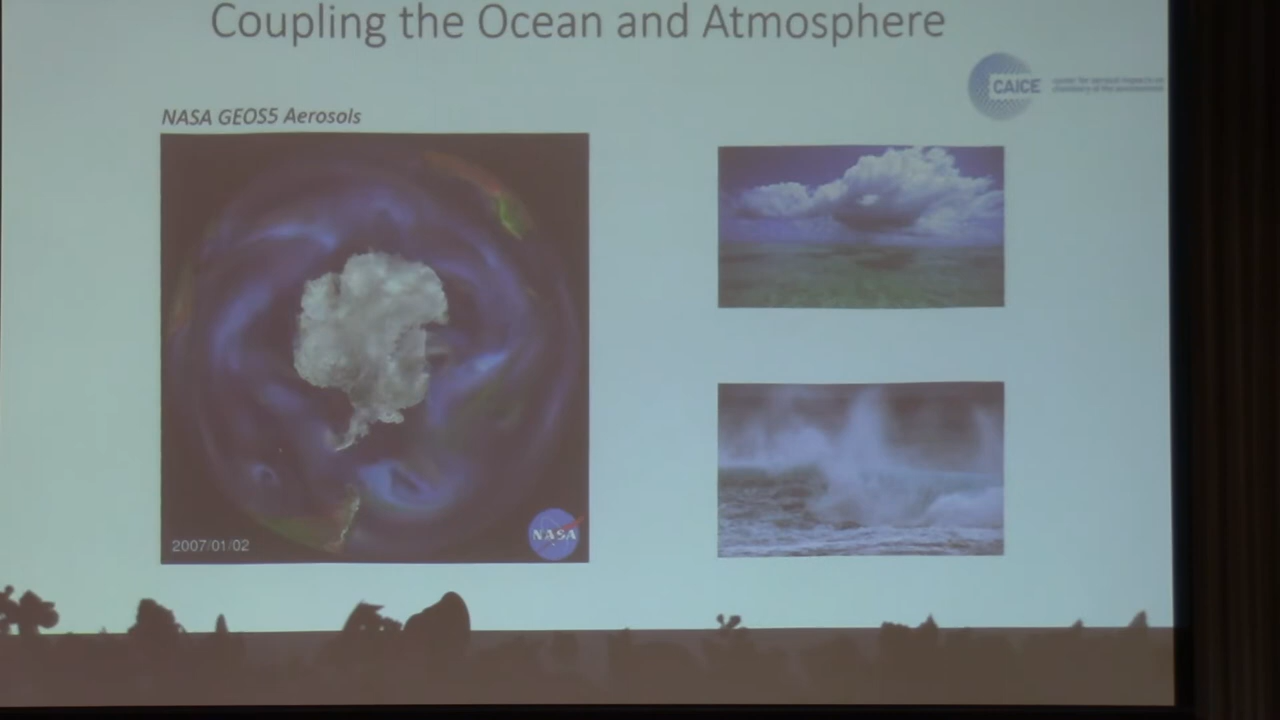 Coupling the Ocean and Atmosphere
CAICE
NASA GEOS5 Aerosols
2007/01/02
NASA